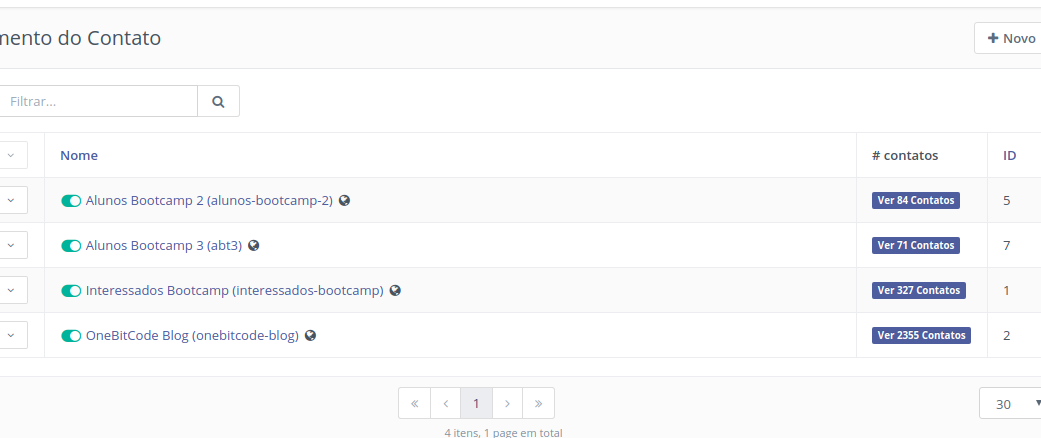 mento do Contato
Novo
Filtrar...
Nome # contatos ID
Alunos Bootcamp 2 (alunos-bootcamp-2) Ver 84 Contatos 5
Alunos Bootcamp 3 (abt3) Ver 71 Contatos 7
Interessados Bootcamp (interessados-bootcamp) Ver 327 Contatos 1
OneBitCode Blog (onebitcode-blog) Ver 2355 Contatos 2
« ‹ 1 › » 30
4 itens, 1 page em total